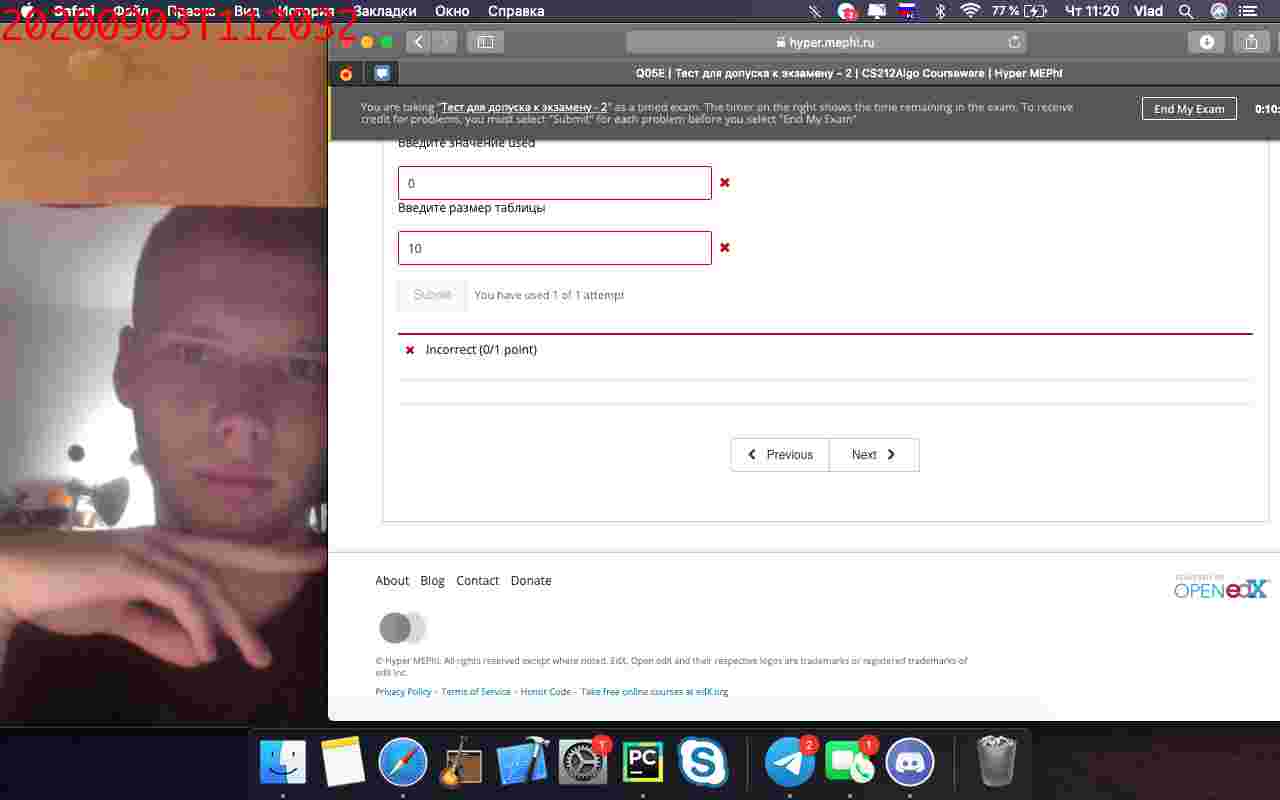 Safari Файл Правка Вид История Закладки Окно Справка 77 % Чт 11:20 Vlad
20200903T112032
hyper.mephi.ru
Q05E | Тест для допуска к экзамену – 2 | CS212Algo Courseware | Hyper MEPhI
You are taking "Тест для допуска к экзамену - 2" as a timed exam. The timer on the right shows the time remaining in the exam. To receive
credit for problems, you must select "Submit" for each problem before you select "End My Exam"
End My Exam
0:10:
Введите значение used
0
Введите размер таблицы
10
Submit
You have used 1 of 1 attempt
Incorrect (0/1 point)
Previous
Next
About Blog Contact Donate
POWERED BY
OPEN edX
© Hyper MEPhI. All rights reserved except where noted. EdX, Open edX and their respective logos are trademarks or registered trademarks of
edX Inc.
Privacy Policy - Terms of Service - Honor Code - Take free online courses at edX.org
1
PC
2
1